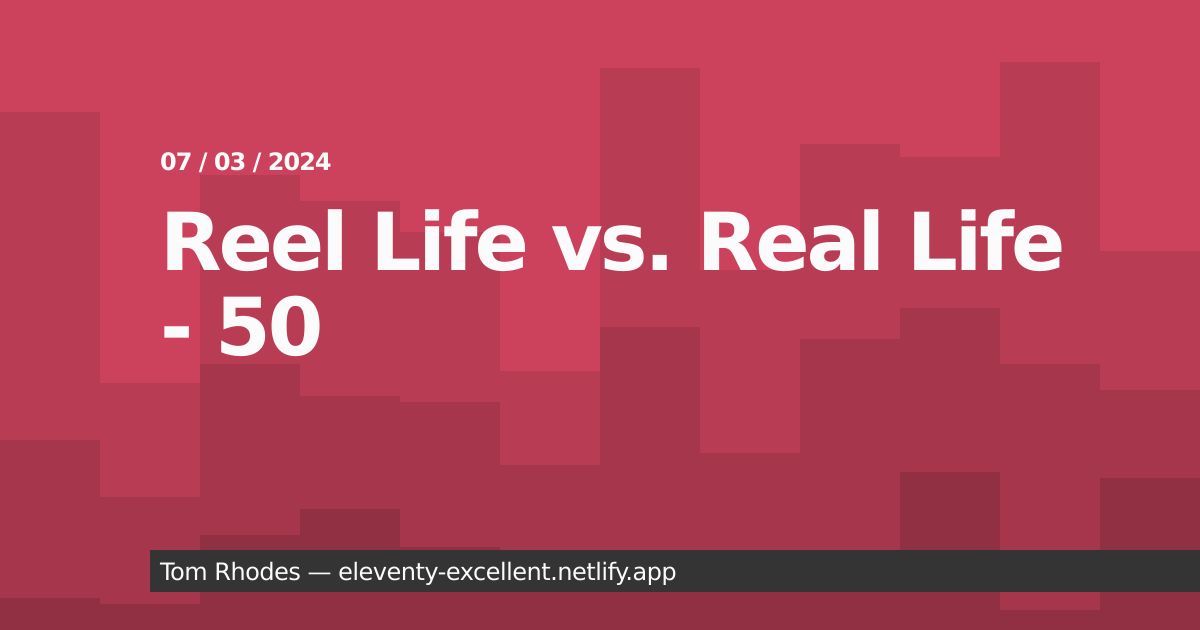 07 / 03 / 2024
Reel Life vs. Real Life
- 50
Tom Rhodes — eleventy-excellent.netlify.app